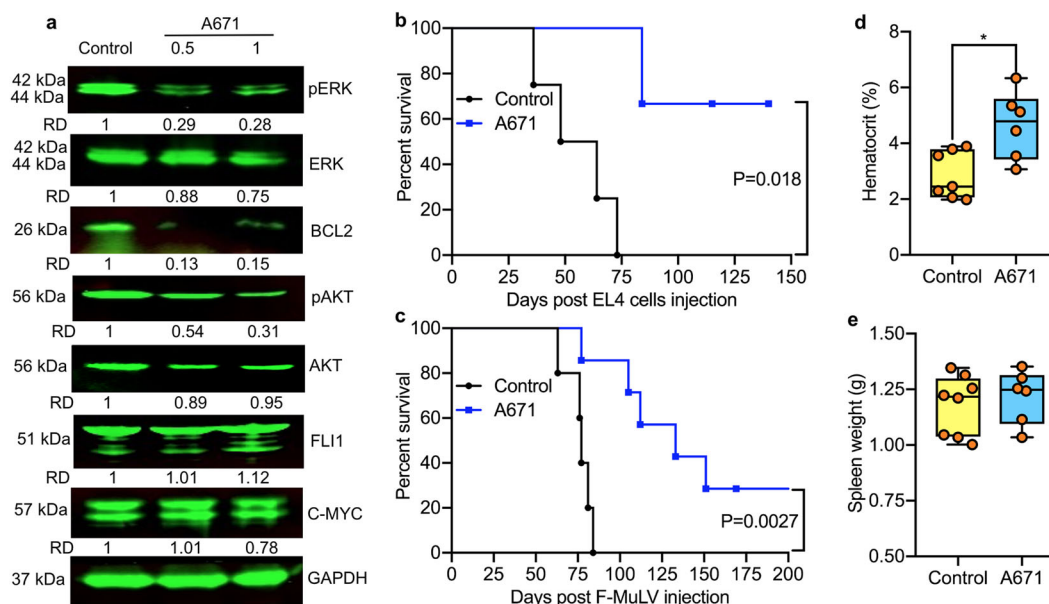 a
A671
Control 0.5 1
42 kDa
44 kDa
pERK
RD 1 0.29 0.28
42 kDa
44 kDa
ERK
RD 1 0.88 0.75
26 kDa
BCL2
RD 1 0.13 0.15
56 kDa
pAKT
RD 1 0.54 0.31
56 kDa
AKT
RD 1 0.89 0.95
51 kDa
FLI1
RD 1 1.01 1.12
57 kDa
C-MYC
RD 1 1.01 0.78
37 kDa
GAPDH
b
Percent survival
100
80
60
40
20
0
Control
A671
P=0.018
0 25 50 75 100 125 150
Days post EL4 cells injection
c
Percent survival
100
80
60
40
20
0
Control
A671
P=0.0027
0 25 50 75 100 125 150 175 200
Days post F-MuLV injection
d
Hematocrit (%)
8
6
4
2
0
*
Control A671
e
Spleen weight (g)
1.50
1.25
1.00
0.75
0.50
Control A671